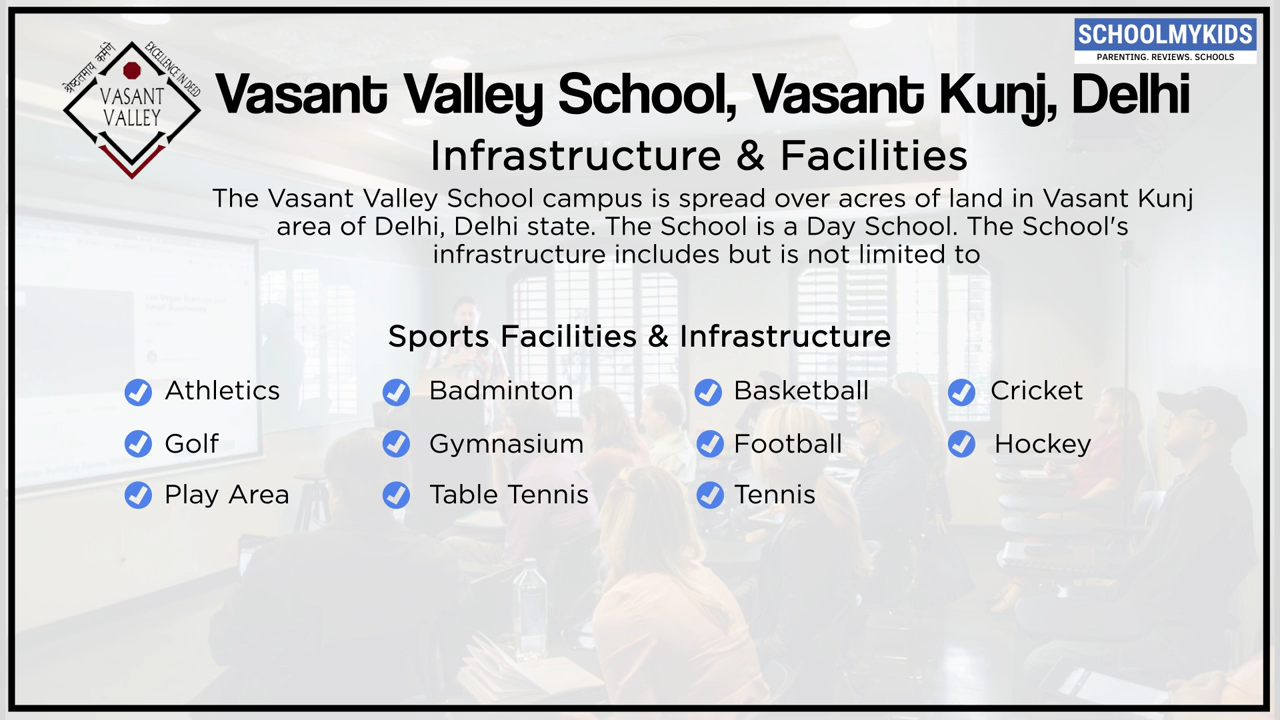 SCHOOLMYKIDS
PARENTING. REVIEWS. SCHOOLS
श्रेष्ठतमाय कर्मणे
EXCELLENCE IN DEED
VASANT
VALLEY
Vasant Valley School, Vasant Kunj, Delhi
Infrastructure & Facilities
The Vasant Valley School campus is spread over acres of land in Vasant Kunj
area of Delhi, Delhi state. The School is a Day School. The School's
infrastructure includes but is not limited to
Sports Facilities & Infrastructure
Athletics Badminton Basketball Cricket
Golf Gymnasium Football Hockey
Play Area Table Tennis Tennis